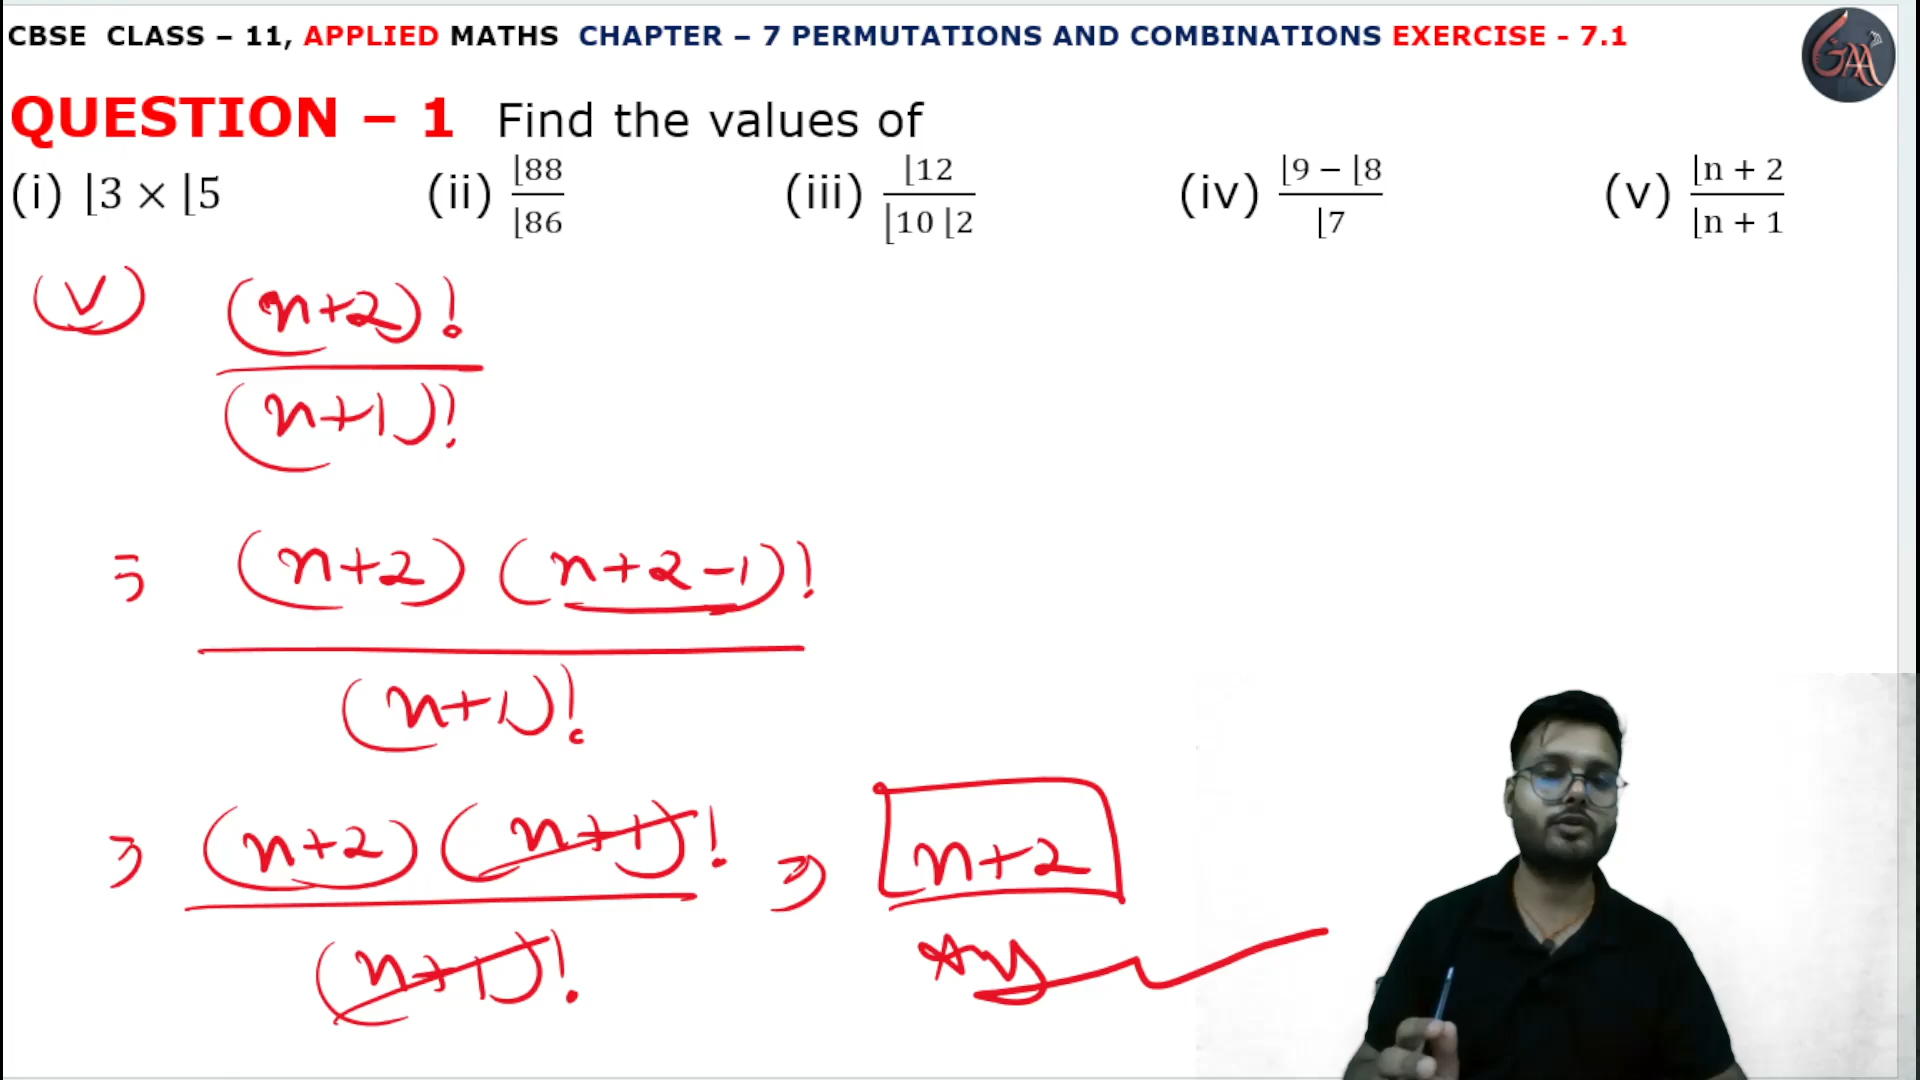 CBSE CLASS – 11, APPLIED MATHS CHAPTER – 7 PERMUTATIONS AND COMBINATIONS EXERCISE - 7.1
QUESTION – 1 Find the values of
(i) ⌊3 × ⌊5 (ii) ⌊88 / ⌊86 (iii) ⌊12 / ⌊10 ⌊2 (iv) ⌊9 – ⌊8 / ⌊7 (v) ⌊n + 2 / ⌊n + 1
(v) (n+2)! / (n+1)!
= (n+2) (n+2-1)! / (n+1)!
⇒ (n+2) (n+1)! / (n+1)! ⇒ n+2
Ans